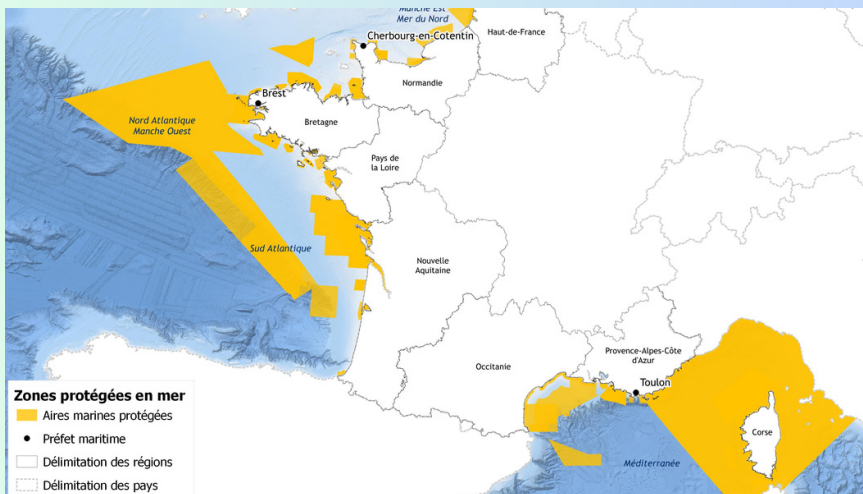 Manche Est
Mer du Nord
Cherbourg-en-Cotentin
Haut-de-France
Normandie
Brest
Nord Atlantique
Manche Ouest
Bretagne
Pays de
la Loire
Sud Atlantique
Nouvelle
Aquitaine
Occitanie
Provence-Alpes-Côte
d'Azur
Toulon
Corse
Méditerranée
Zones protégées en mer
Aires marines protégées
Préfet maritime
Délimitation des régions
Délimitation des pays